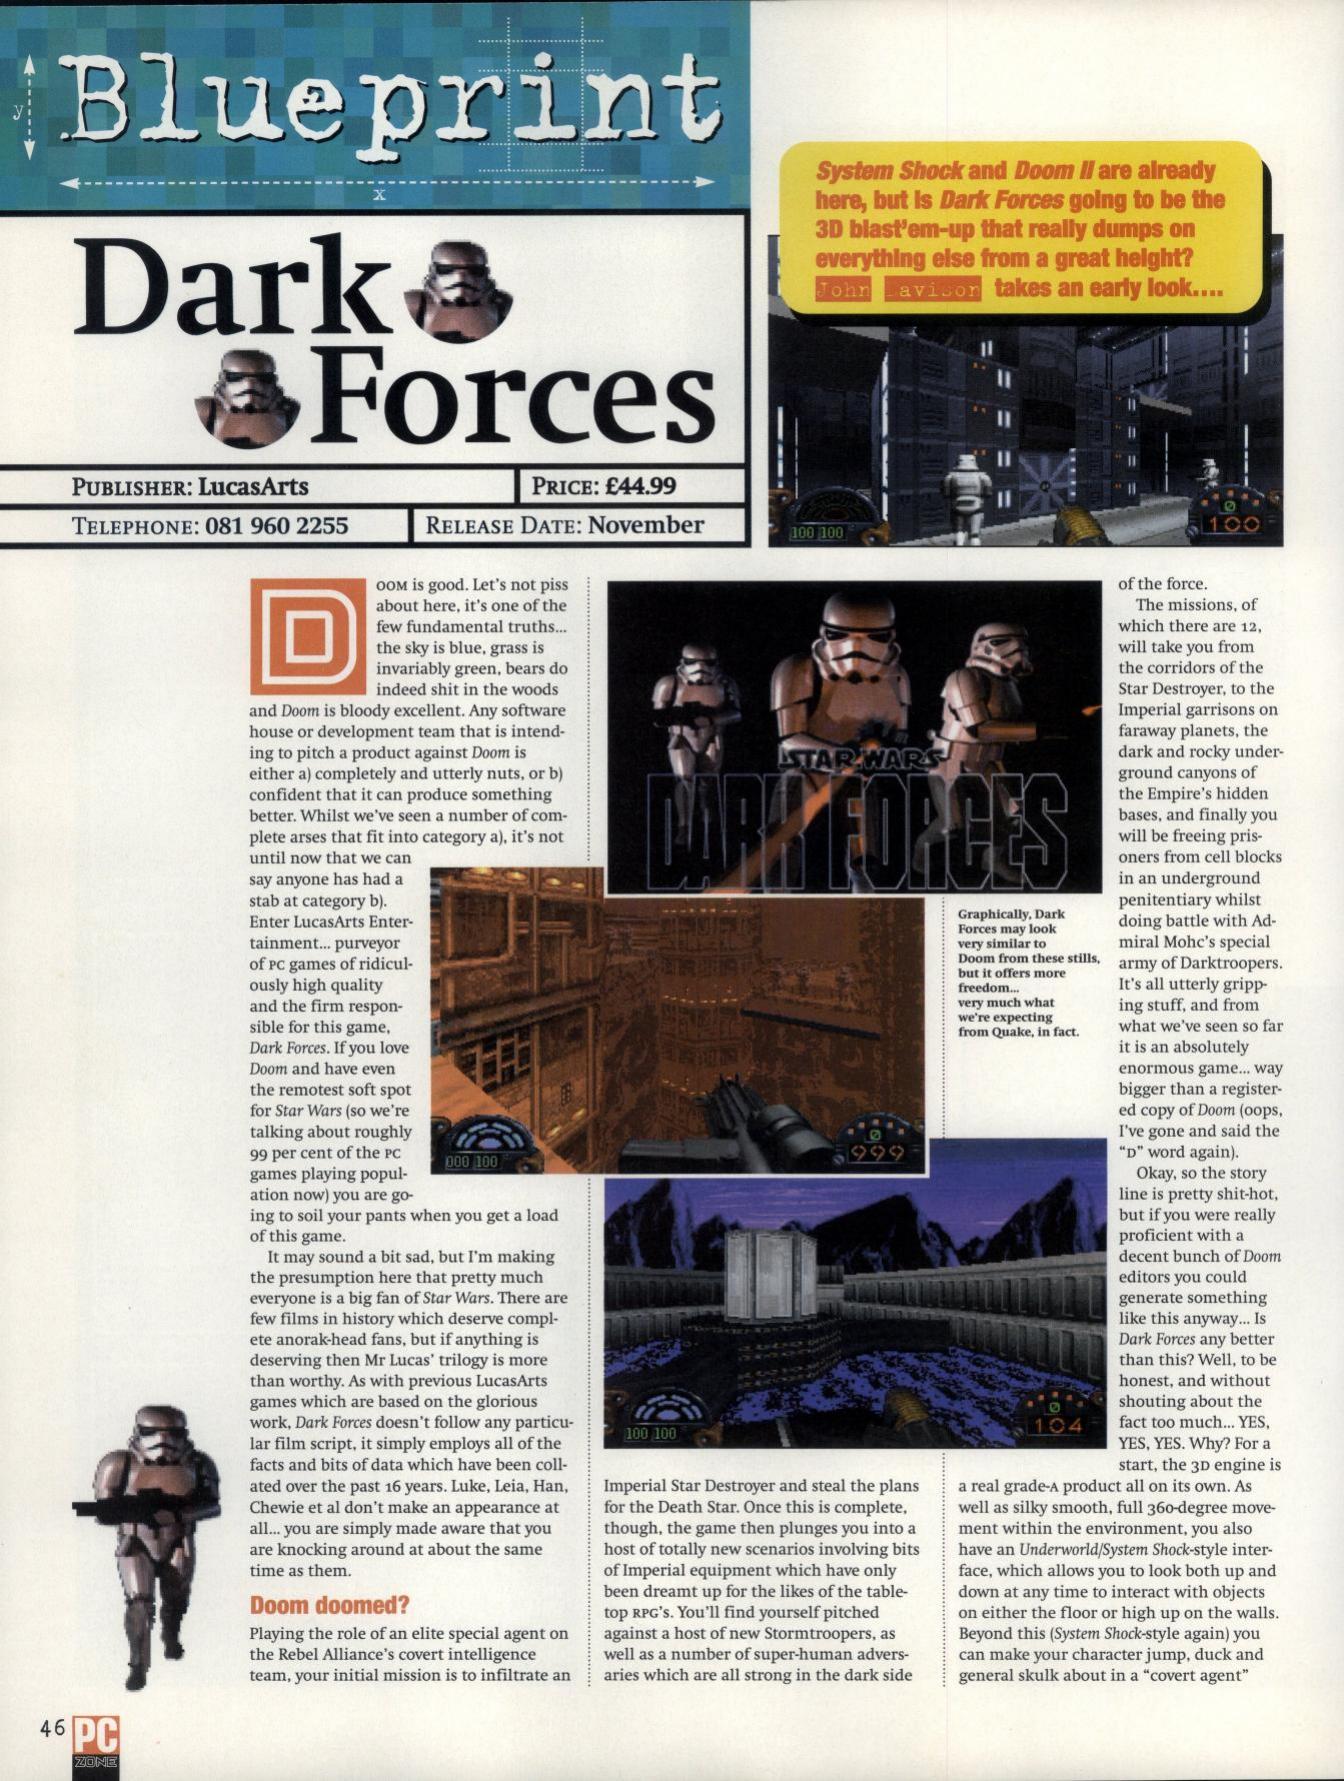 Blueprint
y
x
Dark
Forces
PUBLISHER: LucasArts
PRICE: £44.99
TELEPHONE: 081 960 2255
RELEASE DATE: November
System Shock and Doom II are already
here, but is Dark Forces going to be the
3D blast'em-up that really dumps on
everything else from a great height?
John Davison takes an early look....
100 100
0
100
DOOM is good. Let's not piss
about here, it's one of the
few fundamental truths...
the sky is blue, grass is
invariably green, bears do
indeed shit in the woods
and Doom is bloody excellent. Any software
house or development team that is intend-
ing to pitch a product against Doom is
either a) completely and utterly nuts, or b)
confident that it can produce something
better. Whilst we've seen a number of com-
plete arses that fit into category a), it's not
until now that we can
say anyone has had a
stab at category b).
Enter LucasArts Enter-
tainment... purveyor
of PC games of ridicul-
ously high quality
and the firm respon-
sible for this game,
Dark Forces. If you love
Doom and have even
the remotest soft spot
for Star Wars (so we're
talking about roughly
99 per cent of the PC
games playing popul-
ation now) you are go-
ing to soil your pants when you get a load
of this game.
It may sound a bit sad, but I'm making
the presumption here that pretty much
everyone is a big fan of Star Wars. There are
few films in history which deserve compl-
ete anorak-head fans, but if anything is
deserving then Mr Lucas' trilogy is more
than worthy. As with previous LucasArts
games which are based on the glorious
work, Dark Forces doesn't follow any particu-
lar film script, it simply employs all of the
facts and bits of data which have been coll-
ated over the past 16 years. Luke, Leia, Han,
Chewie et al don't make an appearance at
all... you are simply made aware that you
are knocking around at about the same
time as them.
Doom doomed?
Playing the role of an elite special agent on
the Rebel Alliance's covert intelligence
team, your initial mission is to infiltrate an
STAR WARS
DARK FORCES
Graphically, Dark
Forces may look
very similar to
Doom from these stills,
but it offers more
freedom...
very much what
we're expecting
from Quake, in fact.
000 100
0
999
100 100
0
104
Imperial Star Destroyer and steal the plans
for the Death Star. Once this is complete,
though, the game then plunges you into a
host of totally new scenarios involving bits
of Imperial equipment which have only
been dreamt up for the likes of the table-
top RPG's. You'll find yourself pitched
against a host of new Stormtroopers, as
well as a number of super-human advers-
aries which are all strong in the dark side
of the force.
The missions, of
which there are 12,
will take you from
the corridors of the
Star Destroyer, to the
Imperial garrisons on
faraway planets, the
dark and rocky under-
ground canyons of
the Empire's hidden
bases, and finally you
will be freeing pris-
oners from cell blocks
in an underground
penitentiary whilst
doing battle with Ad-
miral Mohc's special
army of Darktroopers.
It's all utterly gripp-
ing stuff, and from
what we've seen so far
it is an absolutely
enormous game... way
bigger than a register-
ed copy of Doom (oops,
I've gone and said the
"D" word again).
Okay, so the story
line is pretty shit-hot,
but if you were really
proficient with a
decent bunch of Doom
editors you could
generate something
like this anyway... Is
Dark Forces any better
than this? Well, to be
honest, and without
shouting about the
fact too much... YES,
YES, YES. Why? For a
start, the 3D engine is
a real grade-A product all on its own. As
well as silky smooth, full 360-degree move-
ment within the environment, you also
have an Underworld/System Shock-style inter-
face, which allows you to look both up and
down at any time to interact with objects
on either the floor or high up on the walls.
Beyond this (System Shock-style again) you
can make your character jump, duck and
general skulk about in a "covert agent"
46 PC
ZONE